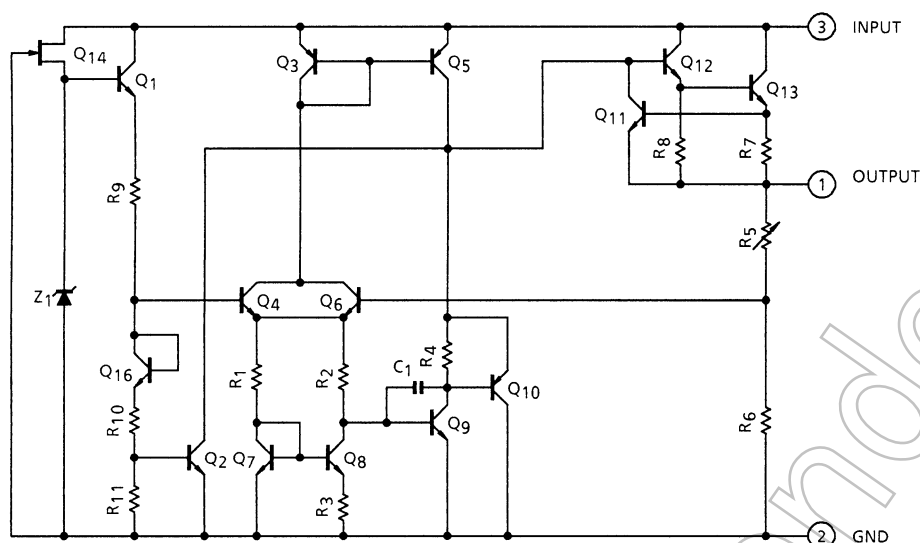 3 INPUT
Q14
Q1
Q3
Q5
Q12
Q13
Q11
R8
R7
1 OUTPUT
R9
R5
Z1
Q4
Q6
Q16
R1
R2
R4
C1
Q10
R10
Q9
R6
Q2
Q7
Q8
R11
R3
2 GND